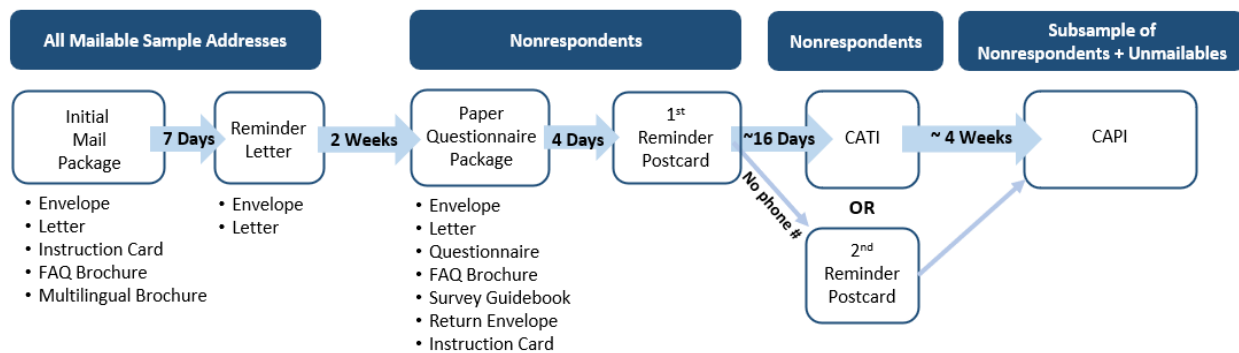 All Mailable Sample Addresses
Nonrespondents
Nonrespondents
Subsample of
Nonrespondents + Unmailables
Initial
Mail
Package
7 Days
Reminder
Letter
2 Weeks
Paper
Questionnaire
Package
4 Days
1st
Reminder
Postcard
~16 Days
CATI
~ 4 Weeks
CAPI
• Envelope
• Letter
• Instruction Card
• FAQ Brochure
• Multilingual Brochure
• Envelope
• Letter
• Envelope
• Letter
• Questionnaire
• FAQ Brochure
• Survey Guidebook
• Return Envelope
• Instruction Card
No phone #
OR
2nd
Reminder
Postcard